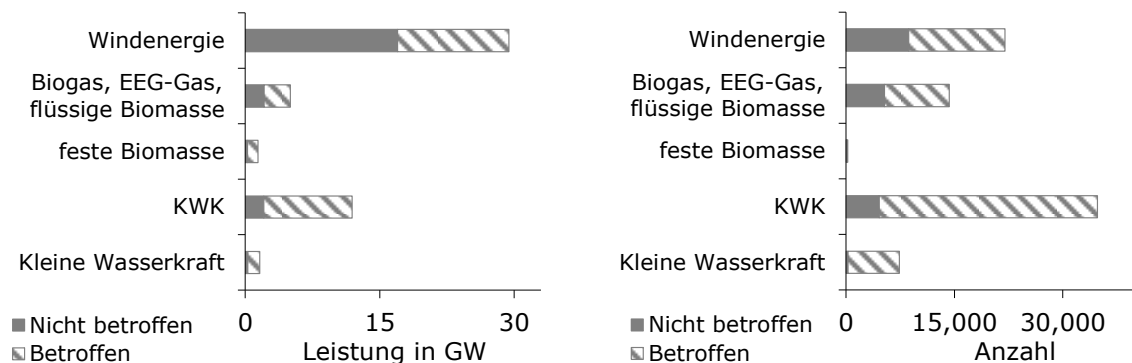 Windenergie
Biogas, EEG-Gas,
flüssige Biomasse
feste Biomasse
KWK
Kleine Wasserkraft
Nicht betroffen
Betroffen
0 15 30
Leistung in GW
Windenergie
Biogas, EEG-Gas,
flüssige Biomasse
feste Biomasse
KWK
Kleine Wasserkraft
Nicht betroffen
Betroffen
0 15,000 30,000
Anzahl